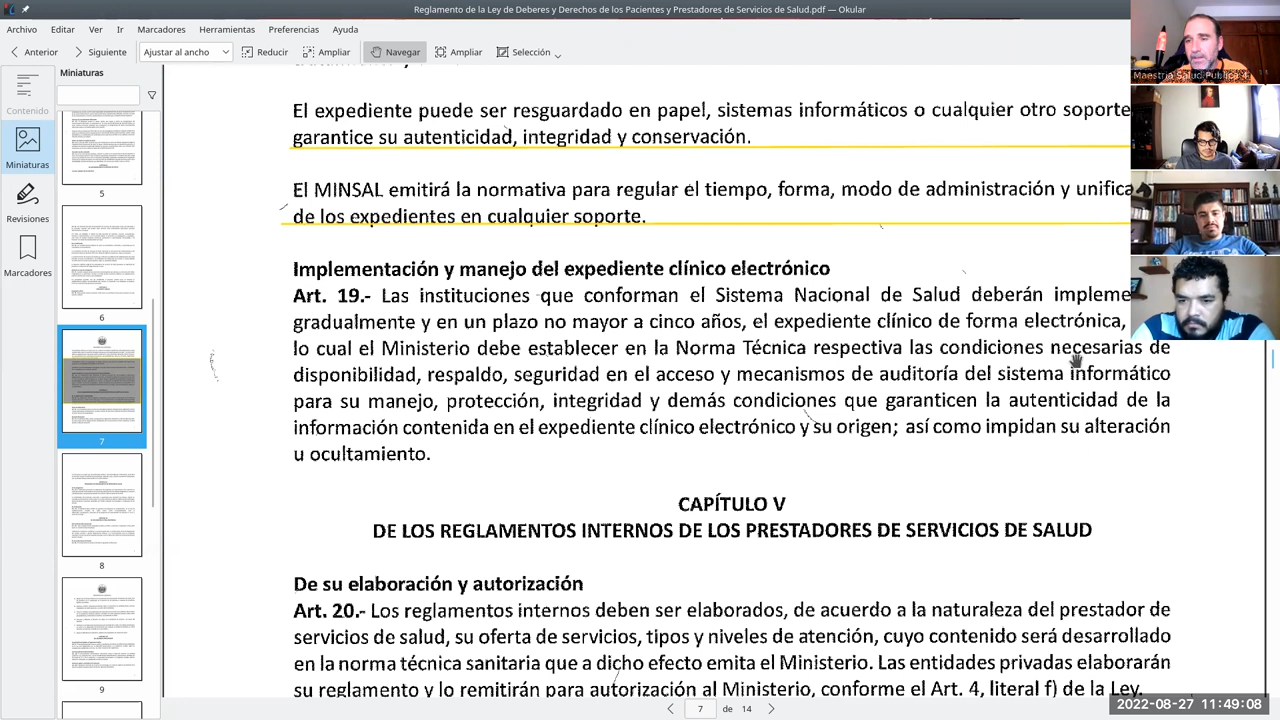 Reglamento de la Ley de Deberes y Derechos de los Pacientes y Prestadores de Servicios de Salud.pdf — Okular
Archivo Editar Ver Ir Marcadores Herramientas Preferencias Ayuda
Anterior Siguiente Ajustar al ancho Reducir Ampliar Navegar Ampliar Selección
Contenido
Miniaturas
Revisiones
Marcadores
Miniaturas
5
6
7
8
9
El expediente puede ser resguardado en papel, sistemas informáticos o cualquier otro soporte
garantice su autenticidad, integridad y conservación.
El MINSAL emitirá la normativa para regular el tiempo, forma, modo de administración y unifica
de los expedientes en cualquier soporte.
Implementación y manejo del expediente clínico electrónico
Art. 19.- Las instituciones que conforman el Sistema Nacional de Salud deberán impleme
gradualmente y en un plazo no mayor a cinco años, el expediente clínico de forma electrónica,
lo cual el Ministerio debe establecer en la Norma Técnica respectiva las condiciones necesarias de
disponibilidad, respaldo, seguridad en el acceso y mecanismos de auditoría del sistema informático
para su manejo, protección, integridad y demás condiciones que garanticen la autenticidad de la
información contenida en el expediente clínico electrónico y su origen; así como impidan su alteración
u ocultamiento.
CAPÍTULO V
DE LOS REGLAMENTOS INTERNOS DE LOS PRESTADORES DE SERVICIOS DE SALUD
De su elaboración y autorización
Art. 20.- Los reglamentos internos deben ser elaborados, de acuerdo a la naturaleza del prestador de
servicios de salud, su oferta de servicios, tipos y niveles de atención, cuyo contenido será desarrollado
en la norma técnica sanitaria que a dicho efecto emita el Ministerio. Las entidades privadas elaborarán
su reglamento y lo remitirán para autorización al Ministerio, conforme el Art. 4, literal f) de la Ley.
7 de 14
Maestria Salud Publica 4
2022-08-27 11:49:08